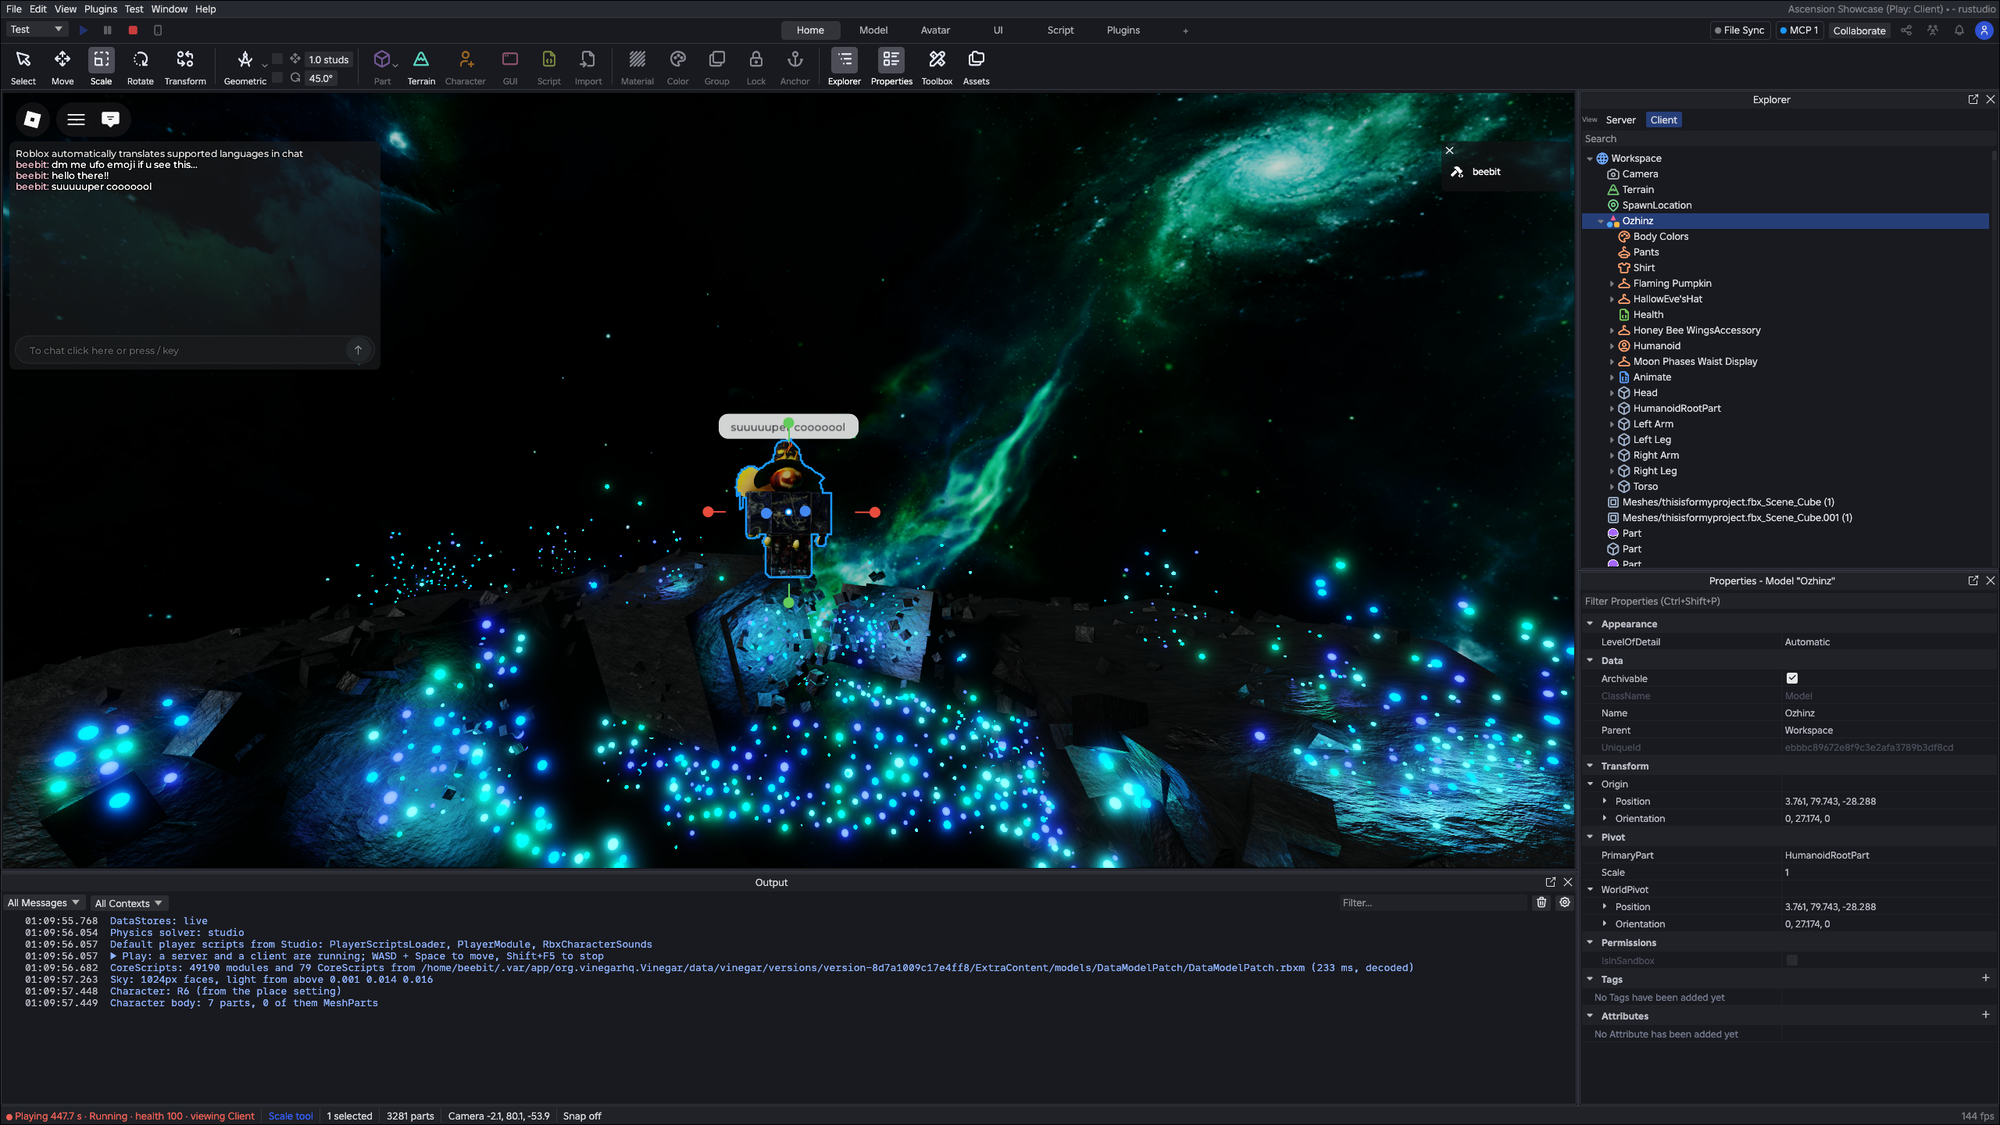 File Edit View Plugins Test Window Help
Ascension Showcase (Play: Client) • - rustudio
Test
Home Model Avatar UI Script Plugins +
File Sync MCP 1 Collaborate
Select Move Scale Rotate Transform Geometric 1.0 studs 45.0° Part Terrain Character GUI Script Import Material Color Group Lock Anchor Explorer Properties Toolbox Assets
Roblox automatically translates supported languages in chat
beebit: dm me ufo emoji if u see this...
beebit: hello there!!
beebit: suuuuuper cooooool
To chat click here or press / key
beebit
suuuuuper cooooool
Explorer
View Server Client
Search
Workspace
Camera
Terrain
SpawnLocation
Ozhinz
Body Colors
Pants
Shirt
Flaming Pumpkin
HallowEve'sHat
Health
Honey Bee WingsAccessory
Humanoid
Moon Phases Waist Display
Animate
Head
HumanoidRootPart
Left Arm
Left Leg
Right Arm
Right Leg
Torso
Meshes/thisisformyproject.fbx_Scene_Cube (1)
Meshes/thisisformyproject.fbx_Scene_Cube.001 (1)
Part
Part
Part
Properties - Model "Ozhinz"
Filter Properties (Ctrl+Shift+P)
Appearance
LevelOfDetail Automatic
Data
Archivable
ClassName Model
Name Ozhinz
Parent Workspace
UniqueId ebbbc89672e8f9c3e2afa3789b3df8cd
Transform
Origin
Position 3.761, 79.743, -28.288
Orientation 0, 27.174, 0
Pivot
PrimaryPart HumanoidRootPart
Scale 1
WorldPivot
Position 3.761, 79.743, -28.288
Orientation 0, 27.174, 0
Permissions
IsInSandbox
Tags +
No Tags have been added yet
Attributes +
No Attribute has been added yet
Output
All Messages All Contexts Filter...
01:09:55.768 DataStores: live
01:09:56.054 Physics solver: studio
01:09:56.057 Default player scripts from Studio: PlayerScriptsLoader, PlayerModule, RbxCharacterSounds
01:09:56.057 ▶ Play: a server and a client are running; WASD + Space to move, Shift+F5 to stop
01:09:56.682 CoreScripts: 49190 modules and 79 CoreScripts from /home/beebit/.var/app/org.vinegarhq.Vinegar/data/vinegar/versions/version-8d7a1009c17e4ff8/ExtraContent/models/DataModelPatch/DataModelPatch.rbxm (233 ms, decoded)
01:09:57.263 Sky: 1024px faces, light from above 0.001 0.014 0.016
01:09:57.448 Character: R6 (from the place setting)
01:09:57.449 Character body: 7 parts, 0 of them MeshParts
Playing 447.7 s · Running · health 100 · viewing Client Scale tool 1 selected 3281 parts Camera -2.1, 80.1, -53.9 Snap off 144 fps